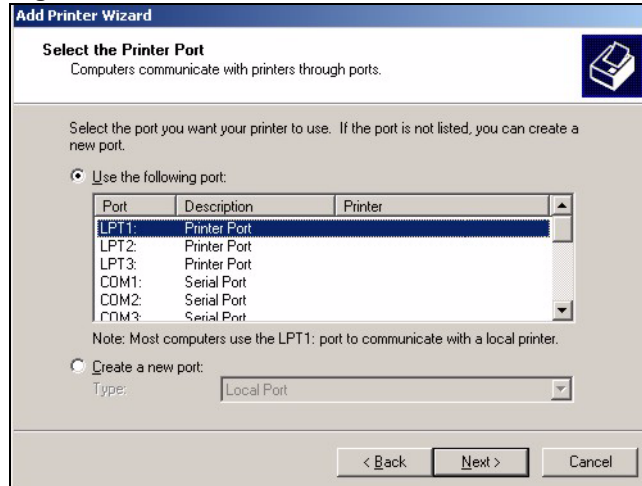 Add Printer Wizard
Select the Printer Port
Computers communicate with printers through ports.
Select the port you want your printer to use. If the port is not listed, you can create a
new port.
Use the following port:
Port Description Printer
LPT1: Printer Port
LPT2: Printer Port
LPT3: Printer Port
COM1: Serial Port
COM2: Serial Port
COM3: Serial Port
Note: Most computers use the LPT1: port to communicate with a local printer.
Create a new port:
Type: Local Port
< Back Next > Cancel